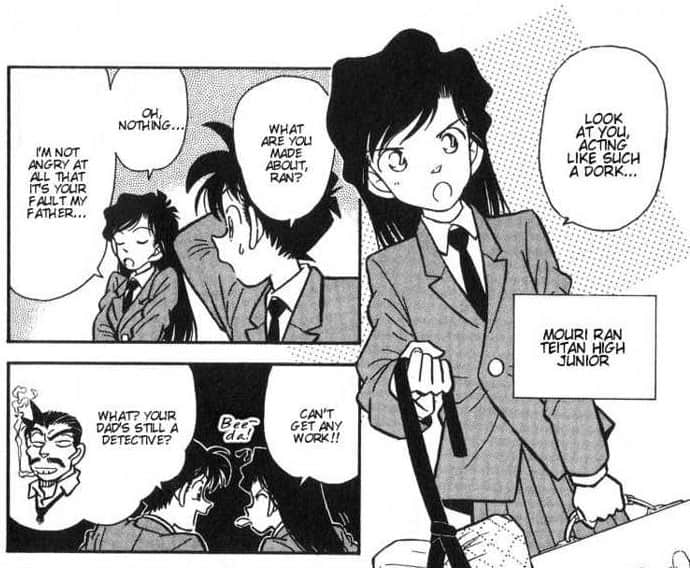 LOOK
AT YOU,
ACTING
LIKE SUCH
A DORK...
MOURI RAN
TEITAN HIGH
JUNIOR
WHAT
ARE YOU
MADE
ABOUT,
RAN?
OH,
NOTHING...
I'M NOT
ANGRY AT
ALL THAT
IT'S YOUR
FAULT MY
FATHER...
CAN'T
GET ANY
WORK!!
Bee-
da!
WHAT? YOUR
DAD'S STILL A
DETECTIVE?